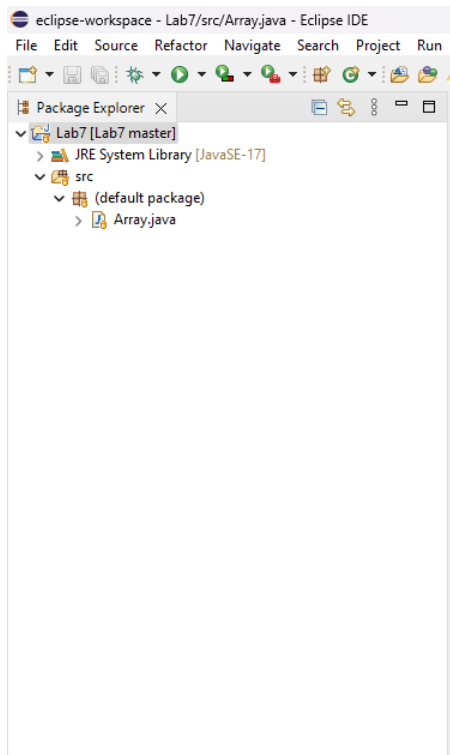 eclipse-workspace - Lab7/src/Array.java - Eclipse IDE
File Edit Source Refactor Navigate Search Project Run
Package Explorer
Lab7 [Lab7 master]
JRE System Library [JavaSE-17]
src
(default package)
Array.java